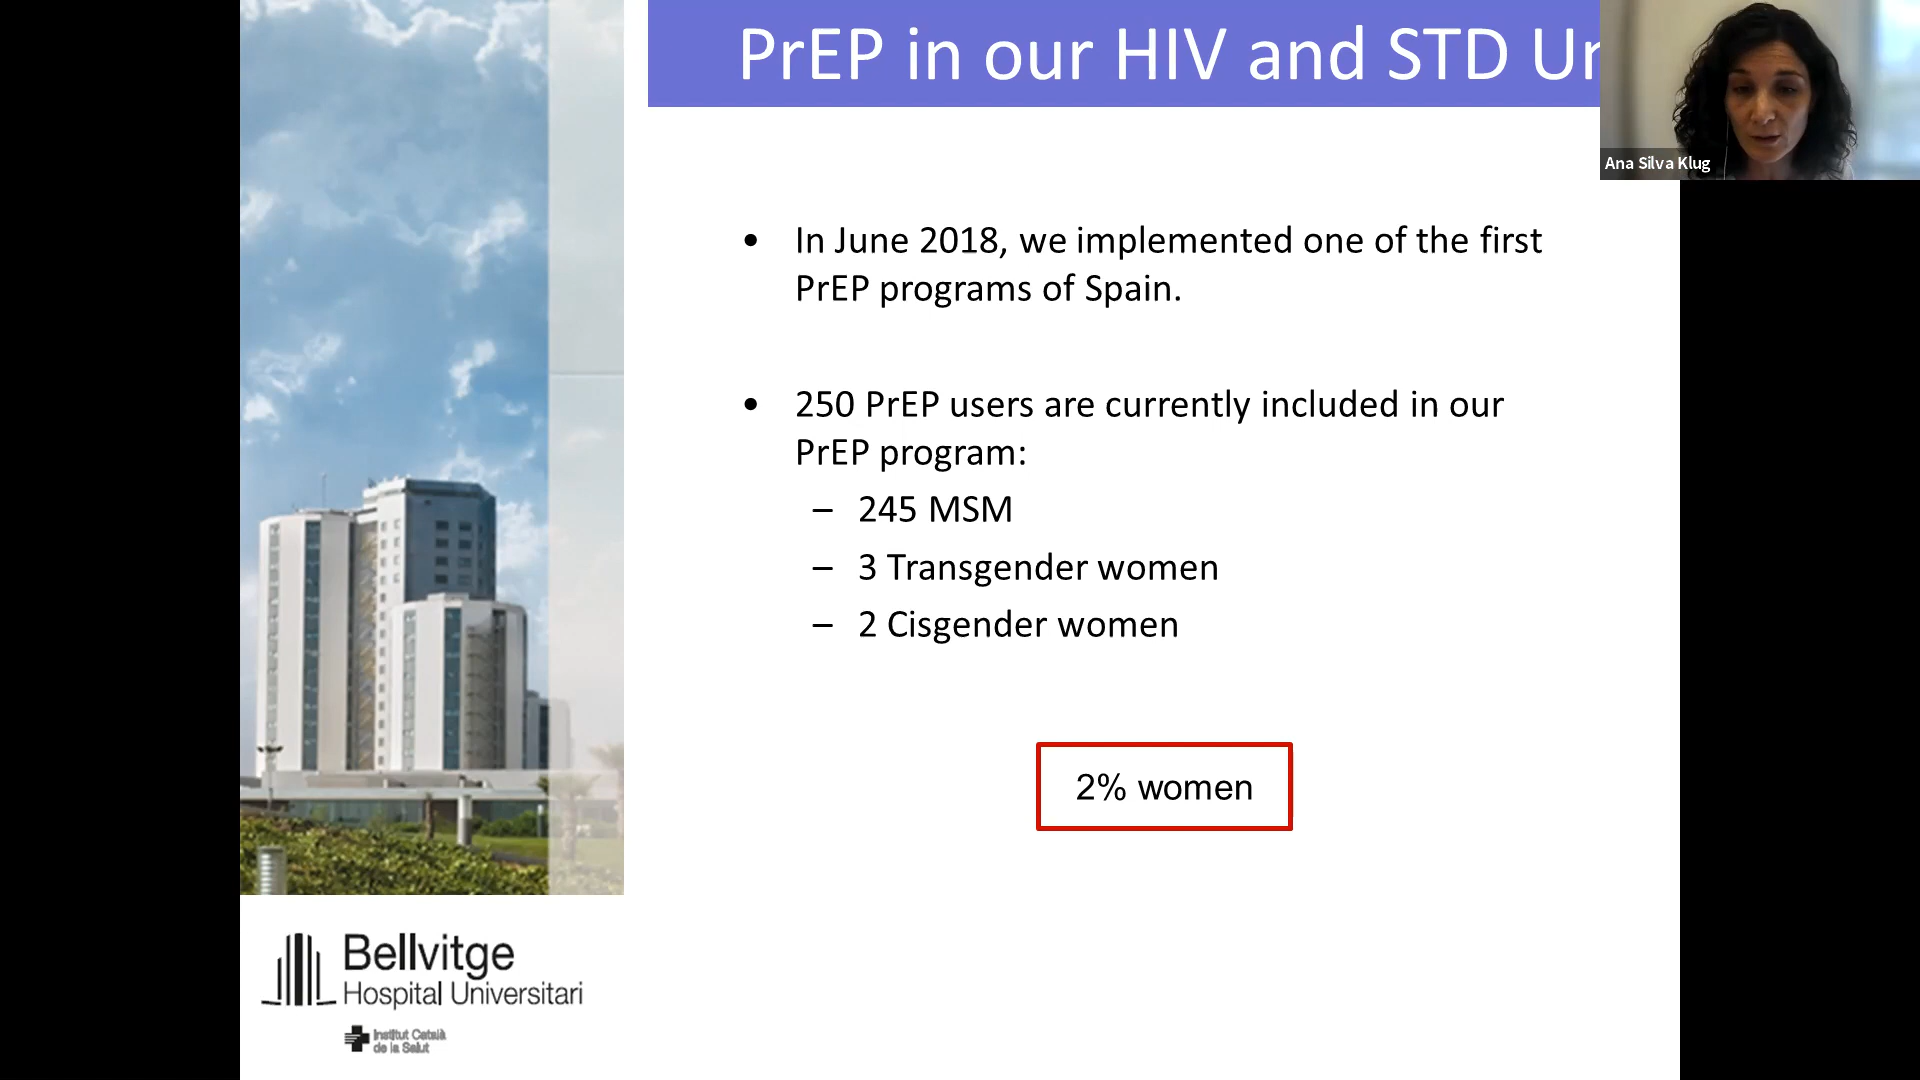 PrEP in our HIV and STD Un
Ana Silva Klug
• In June 2018, we implemented one of the first
PrEP programs of Spain.
• 250 PrEP users are currently included in our
PrEP program:
– 245 MSM
– 3 Transgender women
– 2 Cisgender women
2% women
Bellvitge
Hospital Universitari
Institut Català
de la Salut